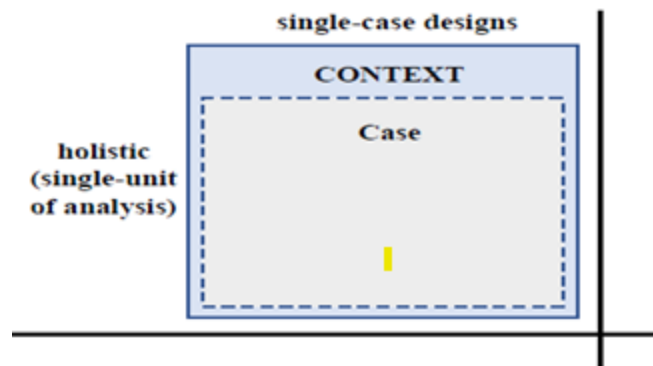 single-case designs
CONTEXT
Case
holistic
(single-unit
of analysis)